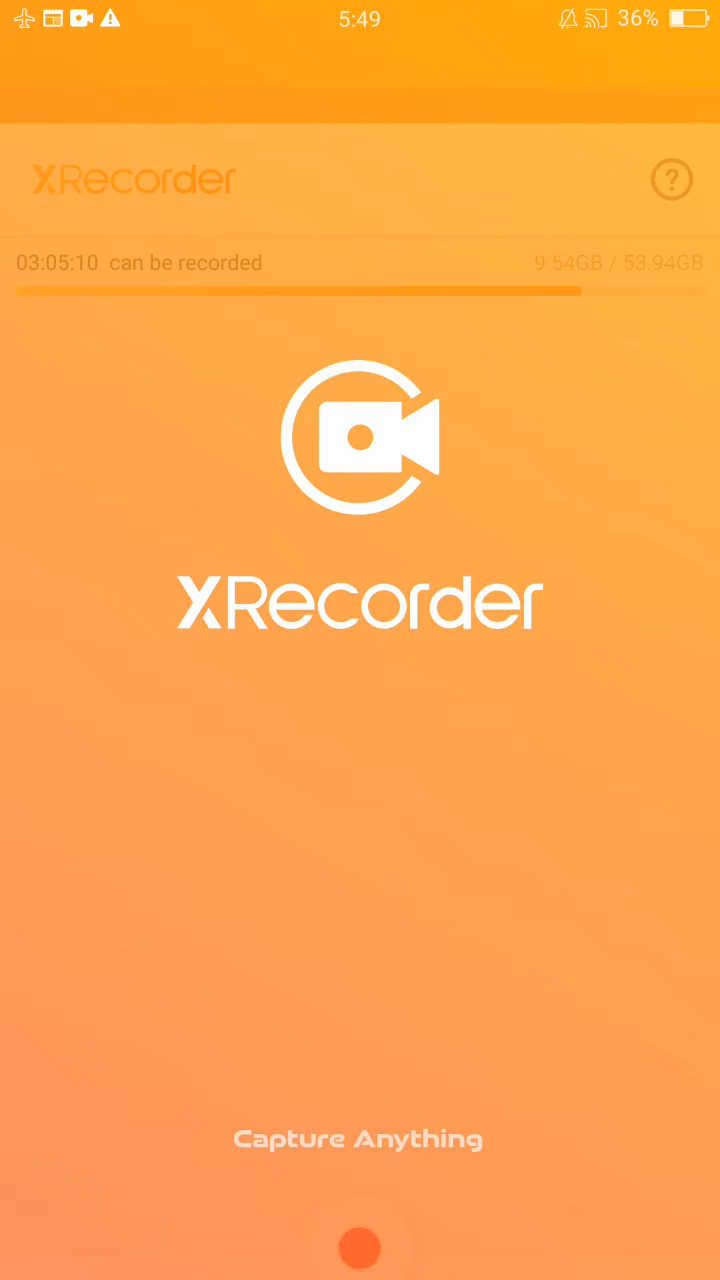 5:49
36%
XRecorder
03:05:10 can be recorded
9.54GB / 53.94GB
XRecorder
Capture Anything